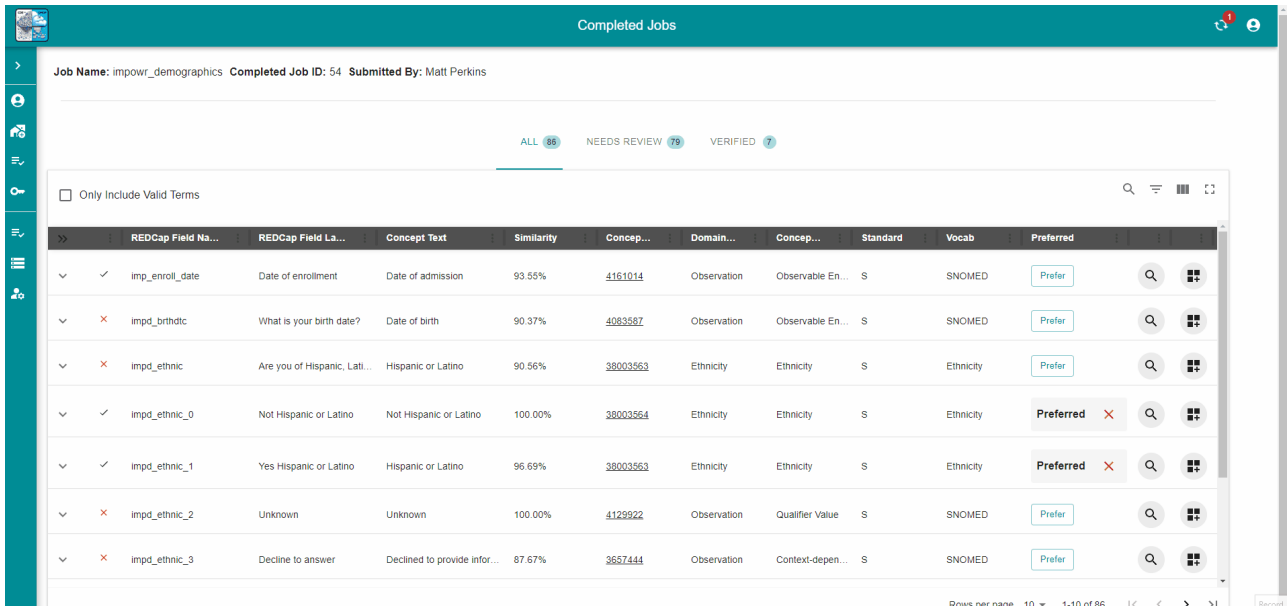 Completed Jobs
1
Job Name: impowr_demographics Completed Job ID: 54 Submitted By: Matt Perkins
ALL 86 NEEDS REVIEW 79 VERIFIED 7
Only Include Valid Terms
REDCap Field Na... REDCap Field La... Concept Text Similarity Concep... Domain... Concep... Standard Vocab Preferred
imp_enroll_date Date of enrollment Date of admission 93.55% 4161014 Observation Observable En... S SNOMED Prefer
impd_brthdtc What is your birth date? Date of birth 90.37% 4083587 Observation Observable En... S SNOMED Prefer
impd_ethnic Are you of Hispanic, Lati... Hispanic or Latino 90.56% 38003563 Ethnicity Ethnicity S Ethnicity Prefer
impd_ethnic_0 Not Hispanic or Latino Not Hispanic or Latino 100.00% 38003564 Ethnicity Ethnicity S Ethnicity Preferred
impd_ethnic_1 Yes Hispanic or Latino Hispanic or Latino 96.69% 38003563 Ethnicity Ethnicity S Ethnicity Preferred
impd_ethnic_2 Unknown Unknown 100.00% 4129922 Observation Qualifier Value S SNOMED Prefer
impd_ethnic_3 Decline to answer Declined to provide infor... 87.67% 3657444 Observation Context-depen... S SNOMED Prefer
Rows per page 10 1-10 of 86
Record